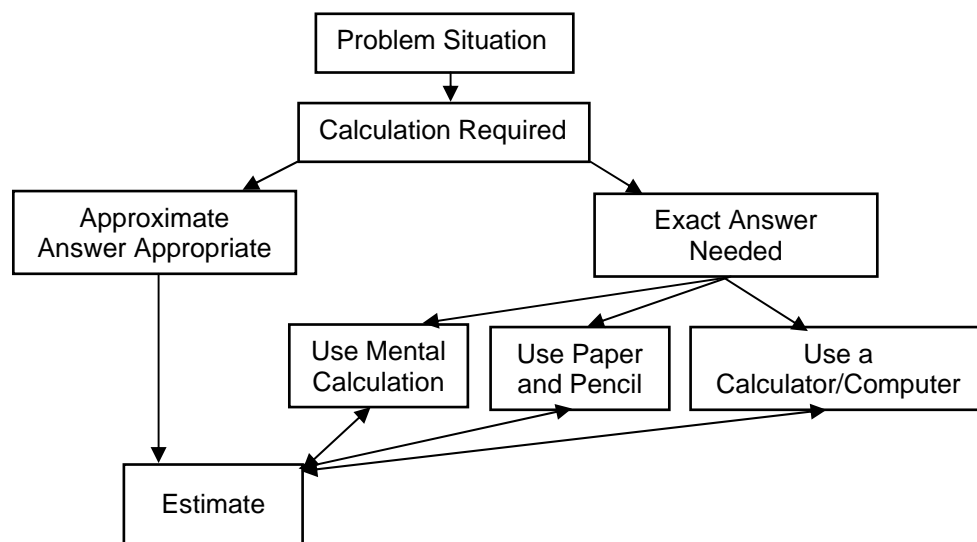 Problem Situation
Calculation Required
Approximate
Answer Appropriate
Exact Answer
Needed
Use Mental
Calculation
Use Paper
and Pencil
Use a
Calculator/Computer
Estimate